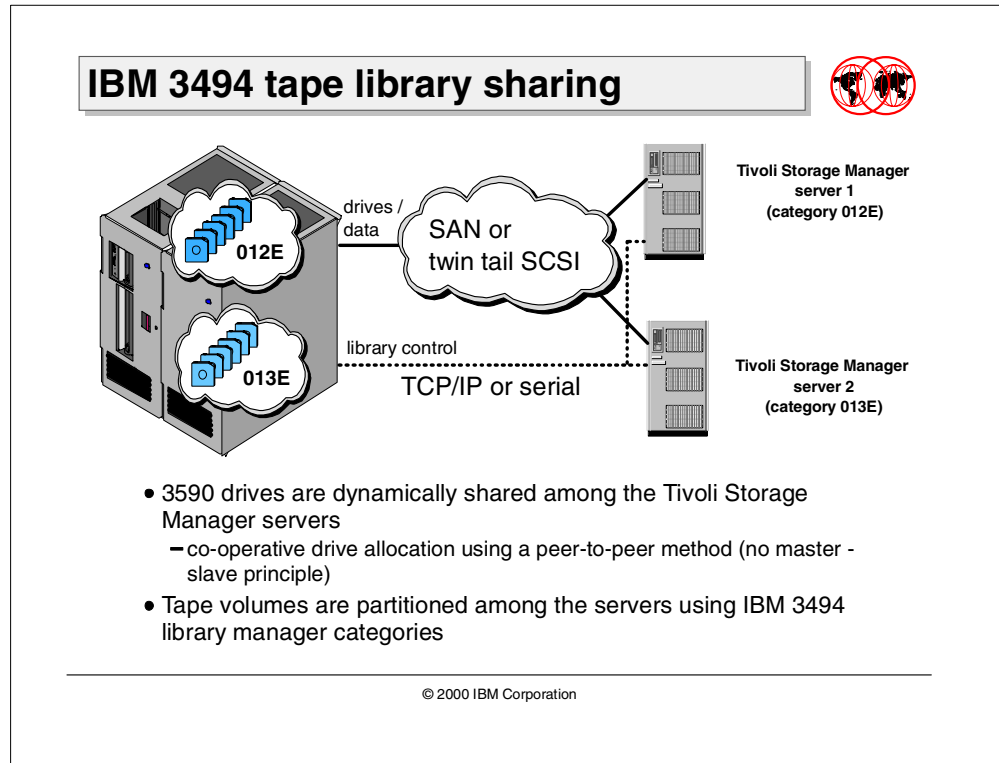 IBM 3494 tape library sharing
012E
013E
drives /
data
SAN or
twin tail SCSI
library control
TCP/IP or serial
Tivoli Storage Manager
server 1
(category 012E)
Tivoli Storage Manager
server 2
(category 013E)
• 3590 drives are dynamically shared among the Tivoli Storage
Manager servers
– co-operative drive allocation using a peer-to-peer method (no master -
slave principle)
• Tape volumes are partitioned among the servers using IBM 3494
library manager categories
© 2000 IBM Corporation